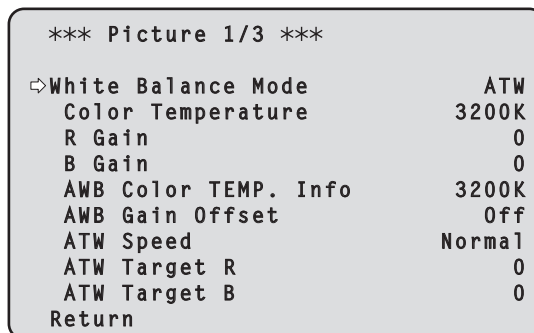 *** Picture 1/3 ***
⇨White Balance Mode ATW
Color Temperature 3200K
R Gain 0
B Gain 0
AWB Color TEMP. Info 3200K
AWB Gain Offset Off
ATW Speed Normal
ATW Target R 0
ATW Target B 0
Return